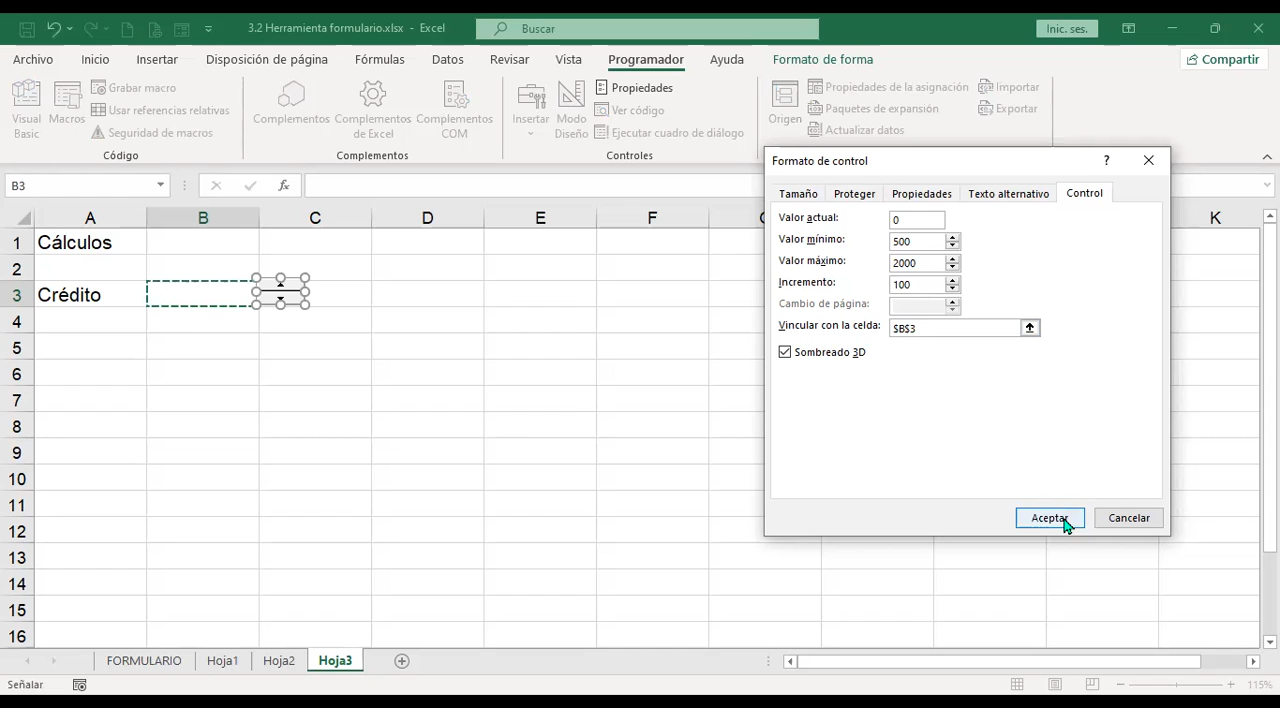 3.2 Herramienta formulario.xlsx - Excel
Buscar
Inic. ses.
Archivo Inicio Insertar Disposición de página Fórmulas Datos Revisar Vista Programador Ayuda Formato de forma
Compartir
Visual Basic
Macros
Grabar macro
Usar referencias relativas
Seguridad de macros
Código
Complementos
Complementos de Excel
Complementos COM
Complementos
Insertar
Modo Diseño
Propiedades
Ver código
Ejecutar cuadro de diálogo
Controles
Origen
Propiedades de la asignación
Paquetes de expansión
Actualizar datos
Importar
Exportar
B3
fx
A B C D E F K
1 Cálculos
2
3 Crédito
4
5
6
7
8
9
10
11
12
13
14
15
16
Formato de control
?
Tamaño Proteger Propiedades Texto alternativo Control
Valor actual: 0
Valor mínimo: 500
Valor máximo: 2000
Incremento: 100
Cambio de página:
Vincular con la celda: $B$3
Sombreado 3D
Aceptar Cancelar
FORMULARIO Hoja1 Hoja2 Hoja3
Señalar
115%